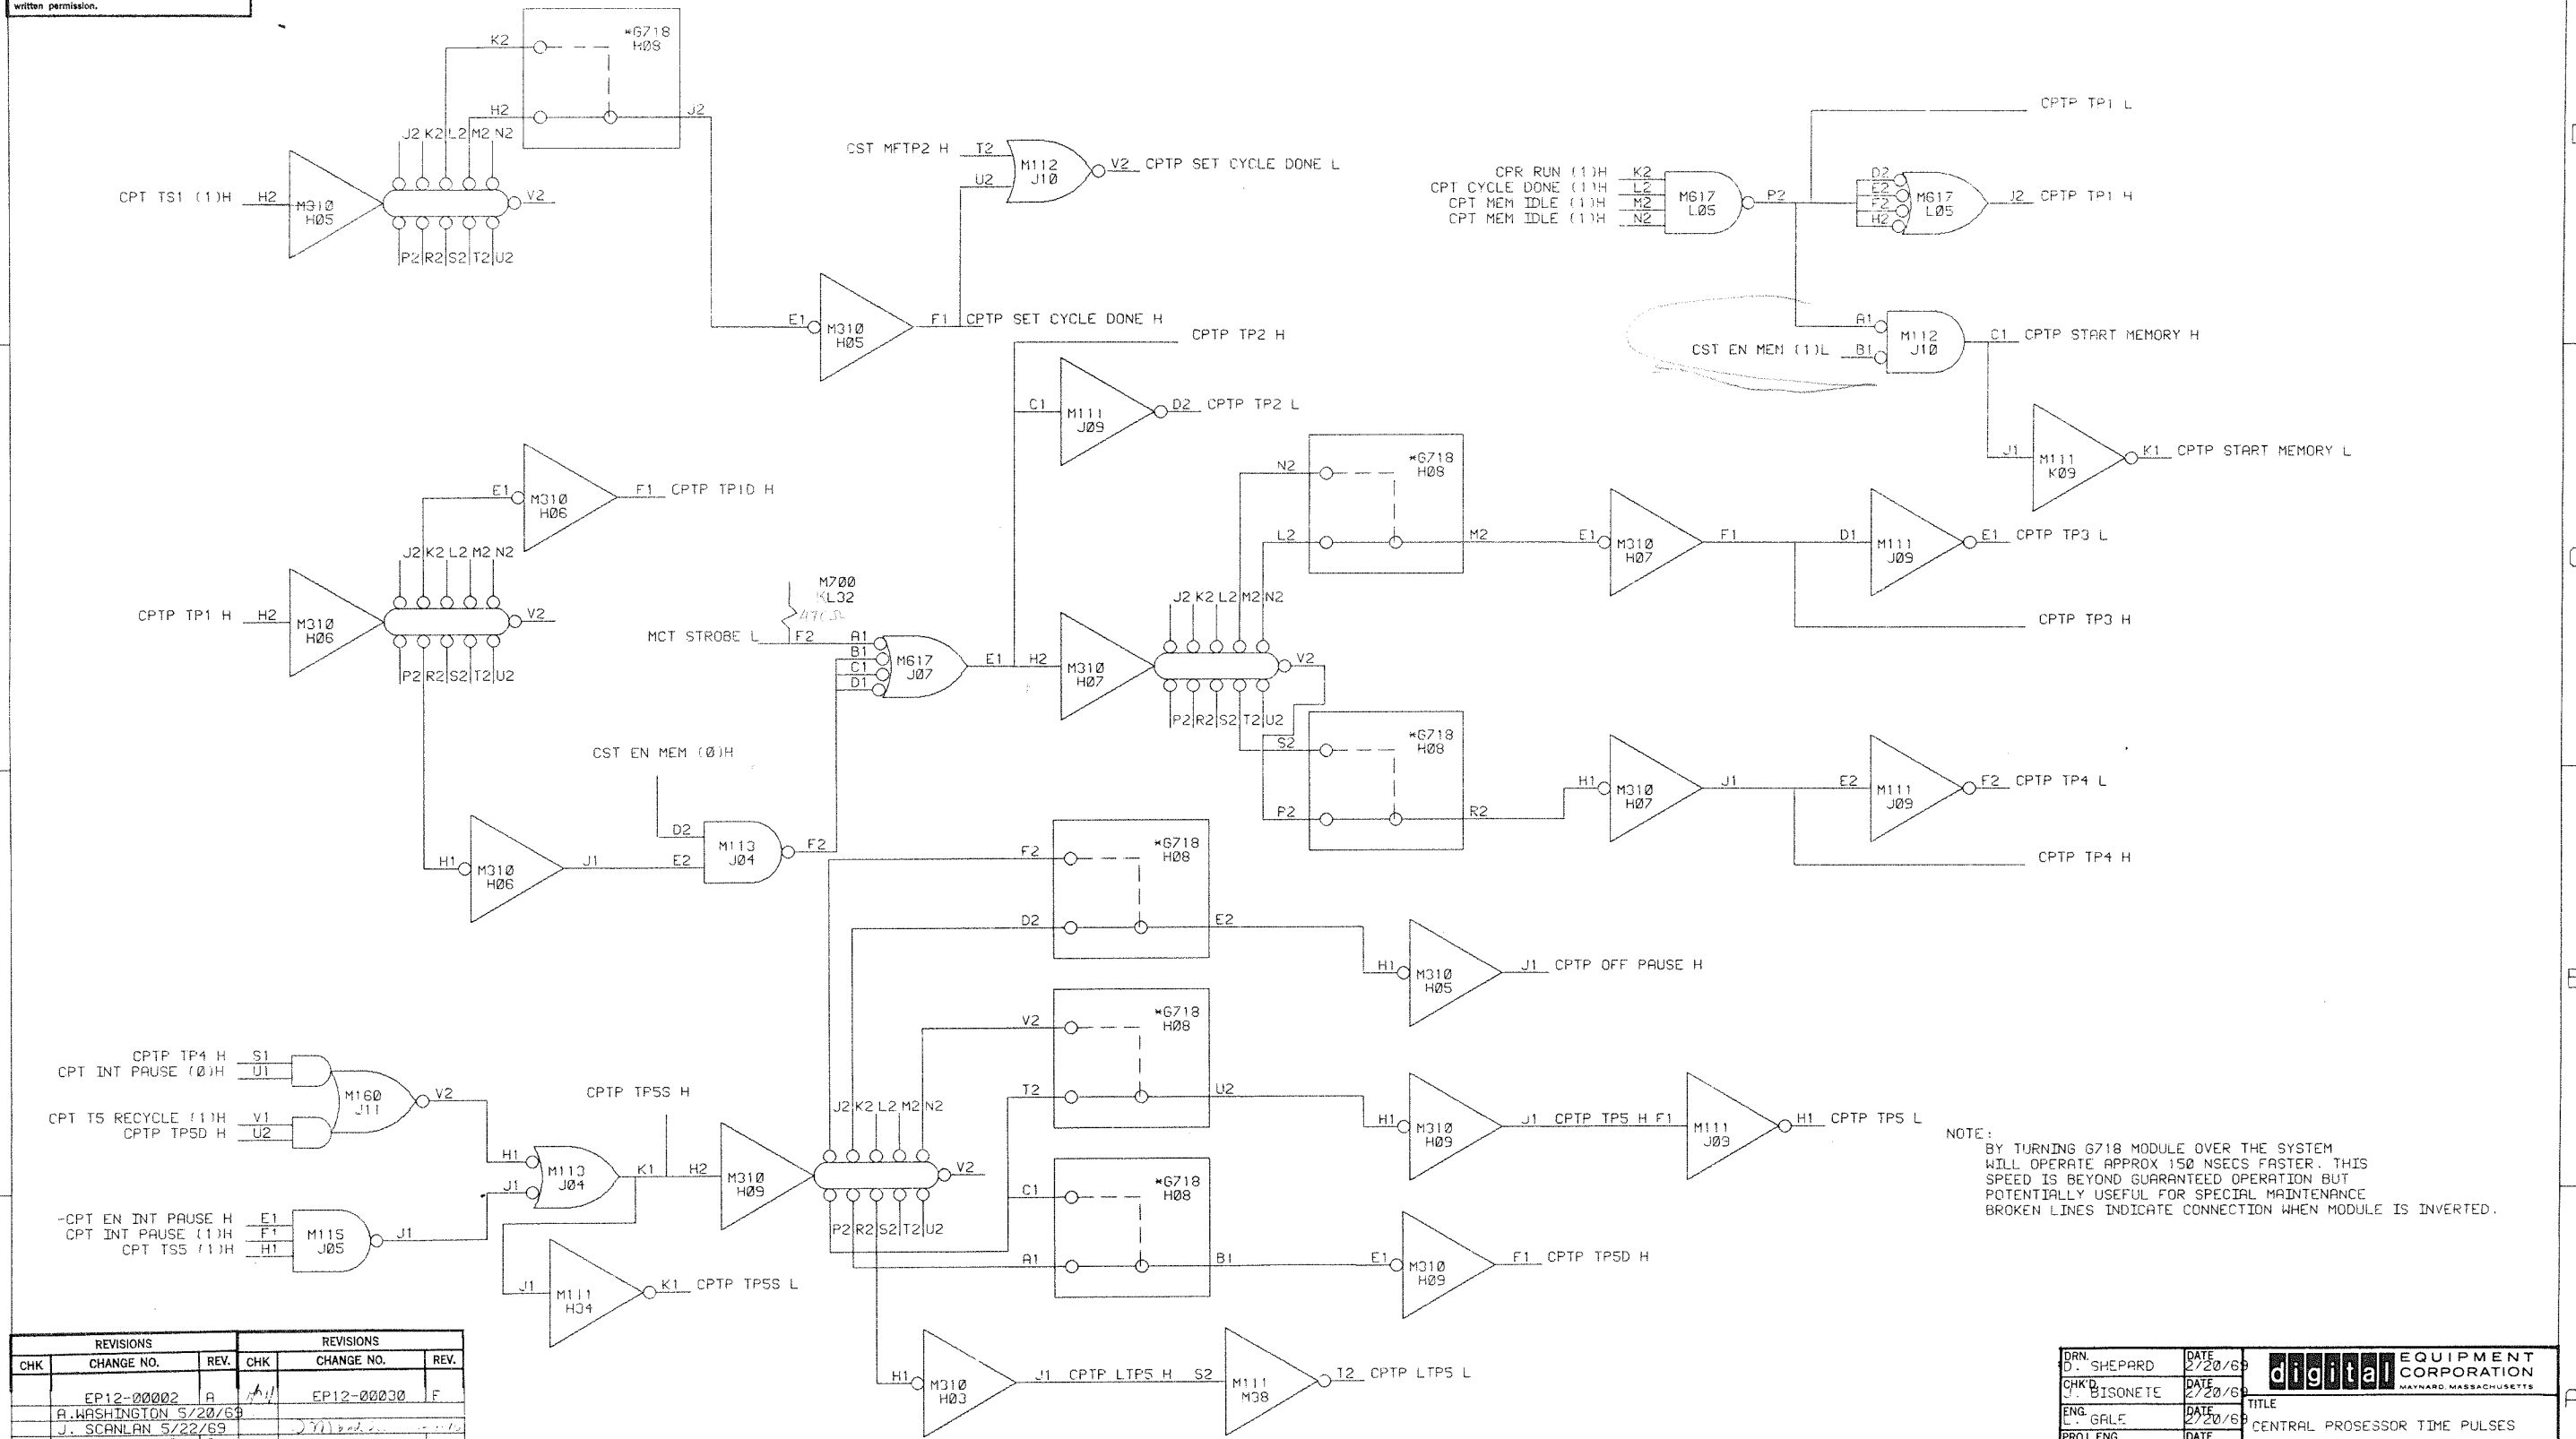 written permission.
K2
*G718
H08
H2
J2
J2 K2 L2 M2 N2
CPT TS1 (1)H H2
M310
H05
V2
P2 R2 S2 T2 U2
CST MFTP2 H T2
U2
M112
J10
V2 CPTP SET CYCLE DONE L
E1
M310
H05
F1 CPTP SET CYCLE DONE H
CPTP TP1 L
CPR RUN (1)H K2
CPT CYCLE DONE (1)H L2
CPT MEM IDLE (1)H M2
CPT MEM IDLE (1)H N2
M617
L05
P2
D2
E2
F2
H2
M617
L05
J2 CPTP TP1 H
A1
CST EN MEM (1)L B1
M112
J10
C1 CPTP START MEMORY H
J1
M111
K09
K1 CPTP START MEMORY L
CPTP TP2 H
C1
M111
J09
D2 CPTP TP2 L
E1
M310
H06
F1 CPTP TP1D H
J2 K2 L2 M2 N2
CPTP TP1 H H2
M310
H06
V2
P2 R2 S2 T2 U2
M700
KL32
MCT STROBE L F2
A1
B1
C1
D1
M617
J07
E1
H2
M310
H07
J2 K2 L2 M2 N2
V2
P2 R2 S2 T2 U2
N2
*G718
H08
L2
M2
E1
M310
H07
F1
D1
M111
J09
E1 CPTP TP3 L
CPTP TP3 H
S2
*G718
H08
P2
R2
H1
M310
H07
J1
E2
M111
J09
F2 CPTP TP4 L
CPTP TP4 H
CST EN MEM (0)H
D2
H1
M310
H06
J1
E2
M113
J04
F2
F2
*G718
H08
D2
E2
H1
M310
H05
J1 CPTP OFF PAUSE H
V2
*G718
H08
T2
U2
H1
M310
H09
J1 CPTP TP5 H F1
M111
J09
H1 CPTP TP5 L
C1
*G718
H08
A1
B1
E1
M310
H09
F1 CPTP TP5D H
CPTP TP4 H S1
CPT INT PAUSE (0)H U1
CPT T5 RECYCLE (1)H V1
CPTP TP5D H U2
M160
J11
V2
-CPT EN INT PAUSE H E1
CPT INT PAUSE (1)H F1
CPT TS5 (1)H H1
M115
J05
J1
H1
J1
M113
J04
K1
CPTP TP5S H
H2
M310
H09
J2 K2 L2 M2 N2
V2
P2 R2 S2 T2 U2
J1
M111
H34
K1 CPTP TP5S L
H1
M310
H03
J1 CPTP LTP5 H S2
M111
M38
T2 CPTP LTP5 L
NOTE:
BY TURNING G718 MODULE OVER THE SYSTEM
WILL OPERATE APPROX 150 NSECS FASTER. THIS
SPEED IS BEYOND GUARANTEED OPERATION BUT
POTENTIALLY USEFUL FOR SPECIAL MAINTENANCE
BROKEN LINES INDICATE CONNECTION WHEN MODULE IS INVERTED.
REVISIONS REVISIONS
CHK CHANGE NO. REV. CHK CHANGE NO. REV.
EP12-00002 A EP12-00030 F
A.WASHINGTON 5/20/69
J. SCANLAN 5/22/69
DRN. DATE
D. SHEPARD 2/20/69
CHK'D DATE
J. BISONETE 2/20/69
ENG. DATE
L. GALE 2/20/69
PROJ ENG DATE
digital EQUIPMENT
CORPORATION
MAYNARD, MASSACHUSETTS
TITLE
CENTRAL PROSESSOR TIME PULSES